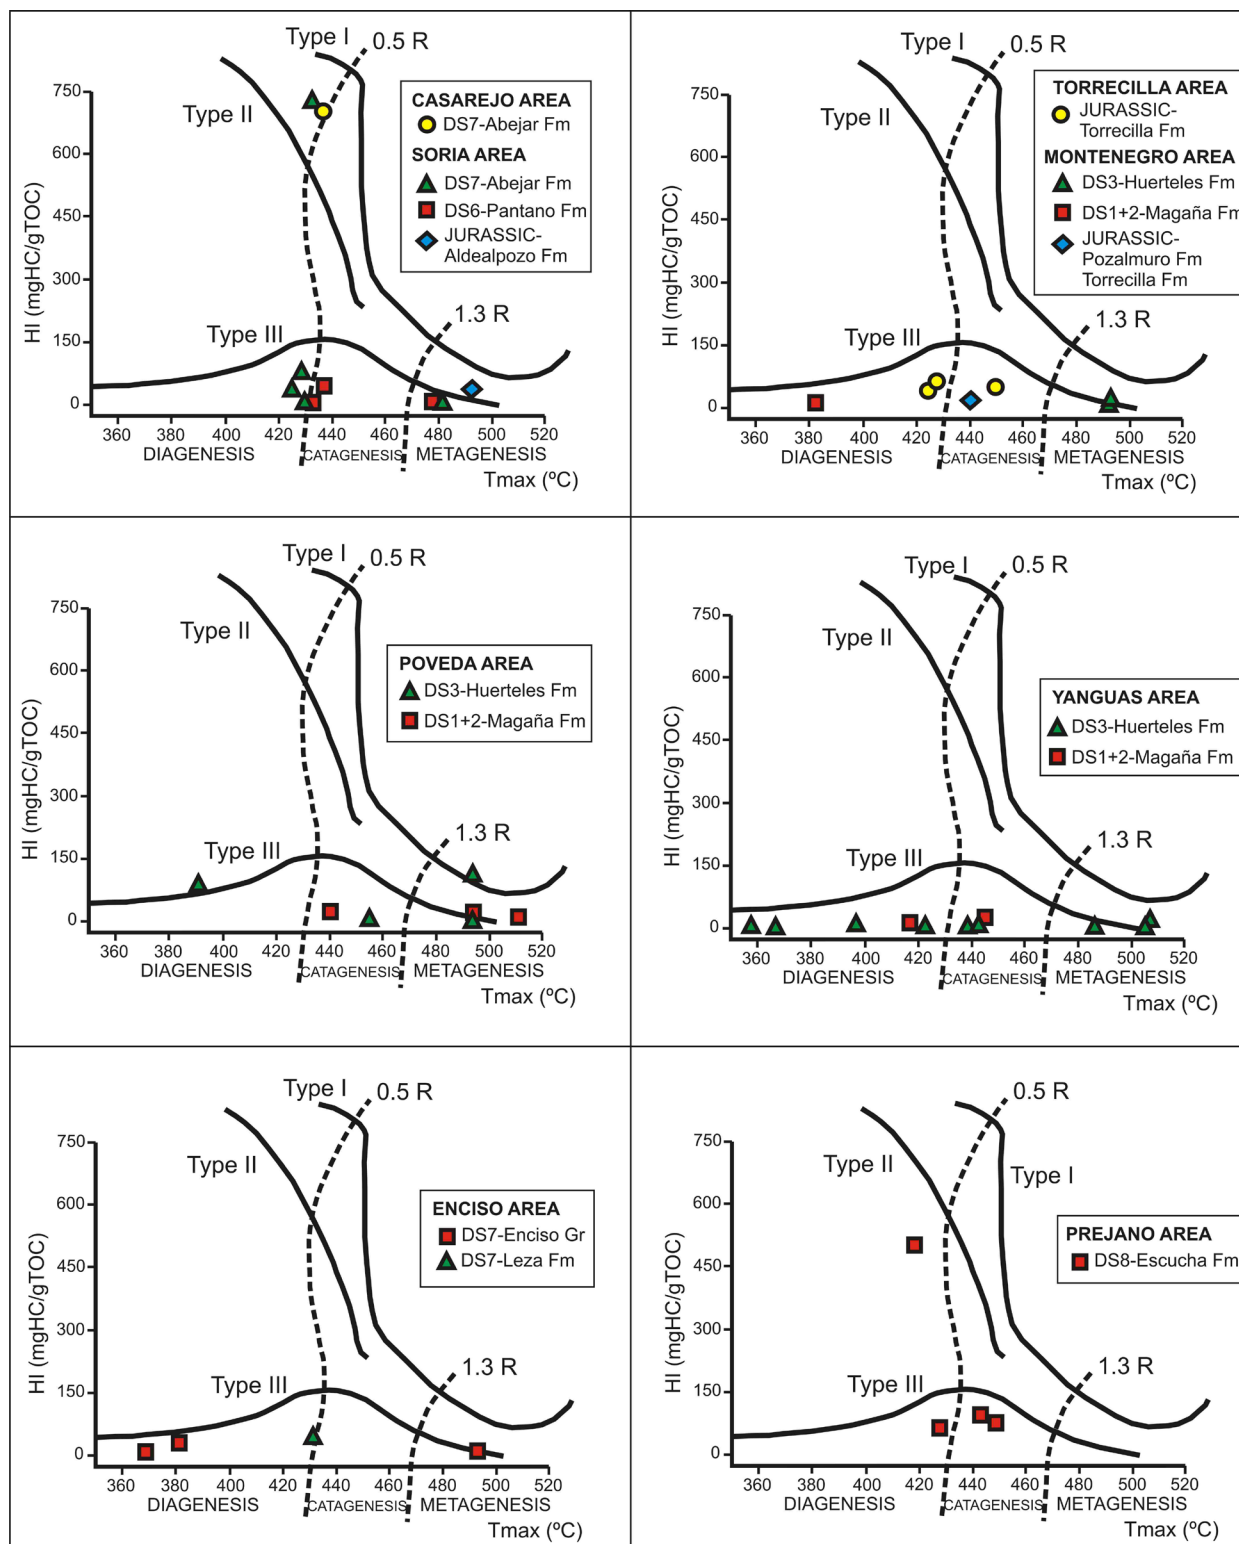 Type I
0.5 R
Type II
750
600
450
300
150
0
HI (mgHC/gTOC)
CASAREJO AREA
DS7-Abejar Fm
SORIA AREA
DS7-Abejar Fm
DS6-Pantano Fm
JURASSIC-
Aldealpozo Fm
1.3 R
Type III
360 380 400 420 440 460 480 500 520
DIAGENESIS CATAGENESIS METAGENESIS
Tmax (ºC)
Type I
0.5 R
Type II
750
600
450
300
150
0
HI (mgHC/gTOC)
TORRECILLA AREA
JURASSIC-
Torrecilla Fm
MONTENEGRO AREA
DS3-Huerteles Fm
DS1+2-Magaña Fm
JURASSIC-
Pozalmuro Fm
Torrecilla Fm
1.3 R
Type III
360 380 400 420 440 460 480 500 520
DIAGENESIS CATAGENESIS METAGENESIS
Tmax (ºC)
Type I
0.5 R
Type II
750
600
450
300
150
0
HI (mgHC/gTOC)
POVEDA AREA
DS3-Huerteles Fm
DS1+2-Magaña Fm
1.3 R
Type III
360 380 400 420 440 460 480 500 520
DIAGENESIS CATAGENESIS METAGENESIS
Tmax (ºC)
Type I
0.5 R
Type II
750
600
450
300
150
0
HI (mgHC/gTOC)
YANGUAS AREA
DS3-Huerteles Fm
DS1+2-Magaña Fm
1.3 R
Type III
360 380 400 420 440 460 480 500 520
DIAGENESIS CATAGENESIS METAGENESIS
Tmax (ºC)
Type I
0.5 R
Type II
750
600
450
300
150
0
HI (mgHC/gTOC)
ENCISO AREA
DS7-Enciso Gr
DS7-Leza Fm
1.3 R
Type III
360 380 400 420 440 460 480 500 520
DIAGENESIS CATAGENESIS METAGENESIS
Tmax (ºC)
0.5 R
Type II
Type I
750
600
450
300
150
0
HI (mgHC/gTOC)
PREJANO AREA
DS8-Escucha Fm
1.3 R
Type III
360 380 400 420 440 460 480 500 520
DIAGENESIS CATAGENESIS METAGENESIS
Tmax (ºC)